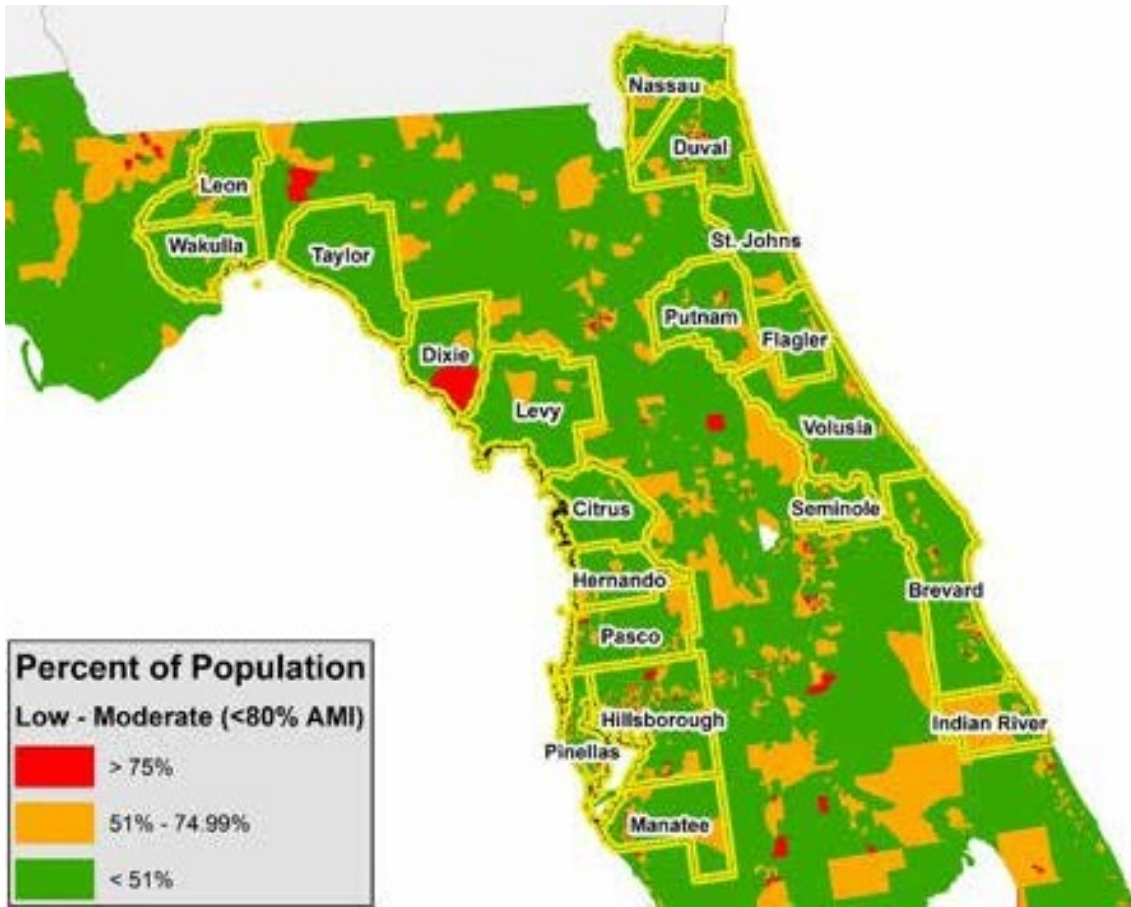 Nassau
Duval
Leon
St. Johns
Wakulla
Taylor
Putnam
Flagler
Dixie
Levy
Volusia
Citrus
Seminole
Hernando
Brevard
Pasco
Hillsborough
Indian River
Pinellas
Manatee
Percent of Population
Low - Moderate (<80% AMI)
> 75%
51% - 74.99%
< 51%